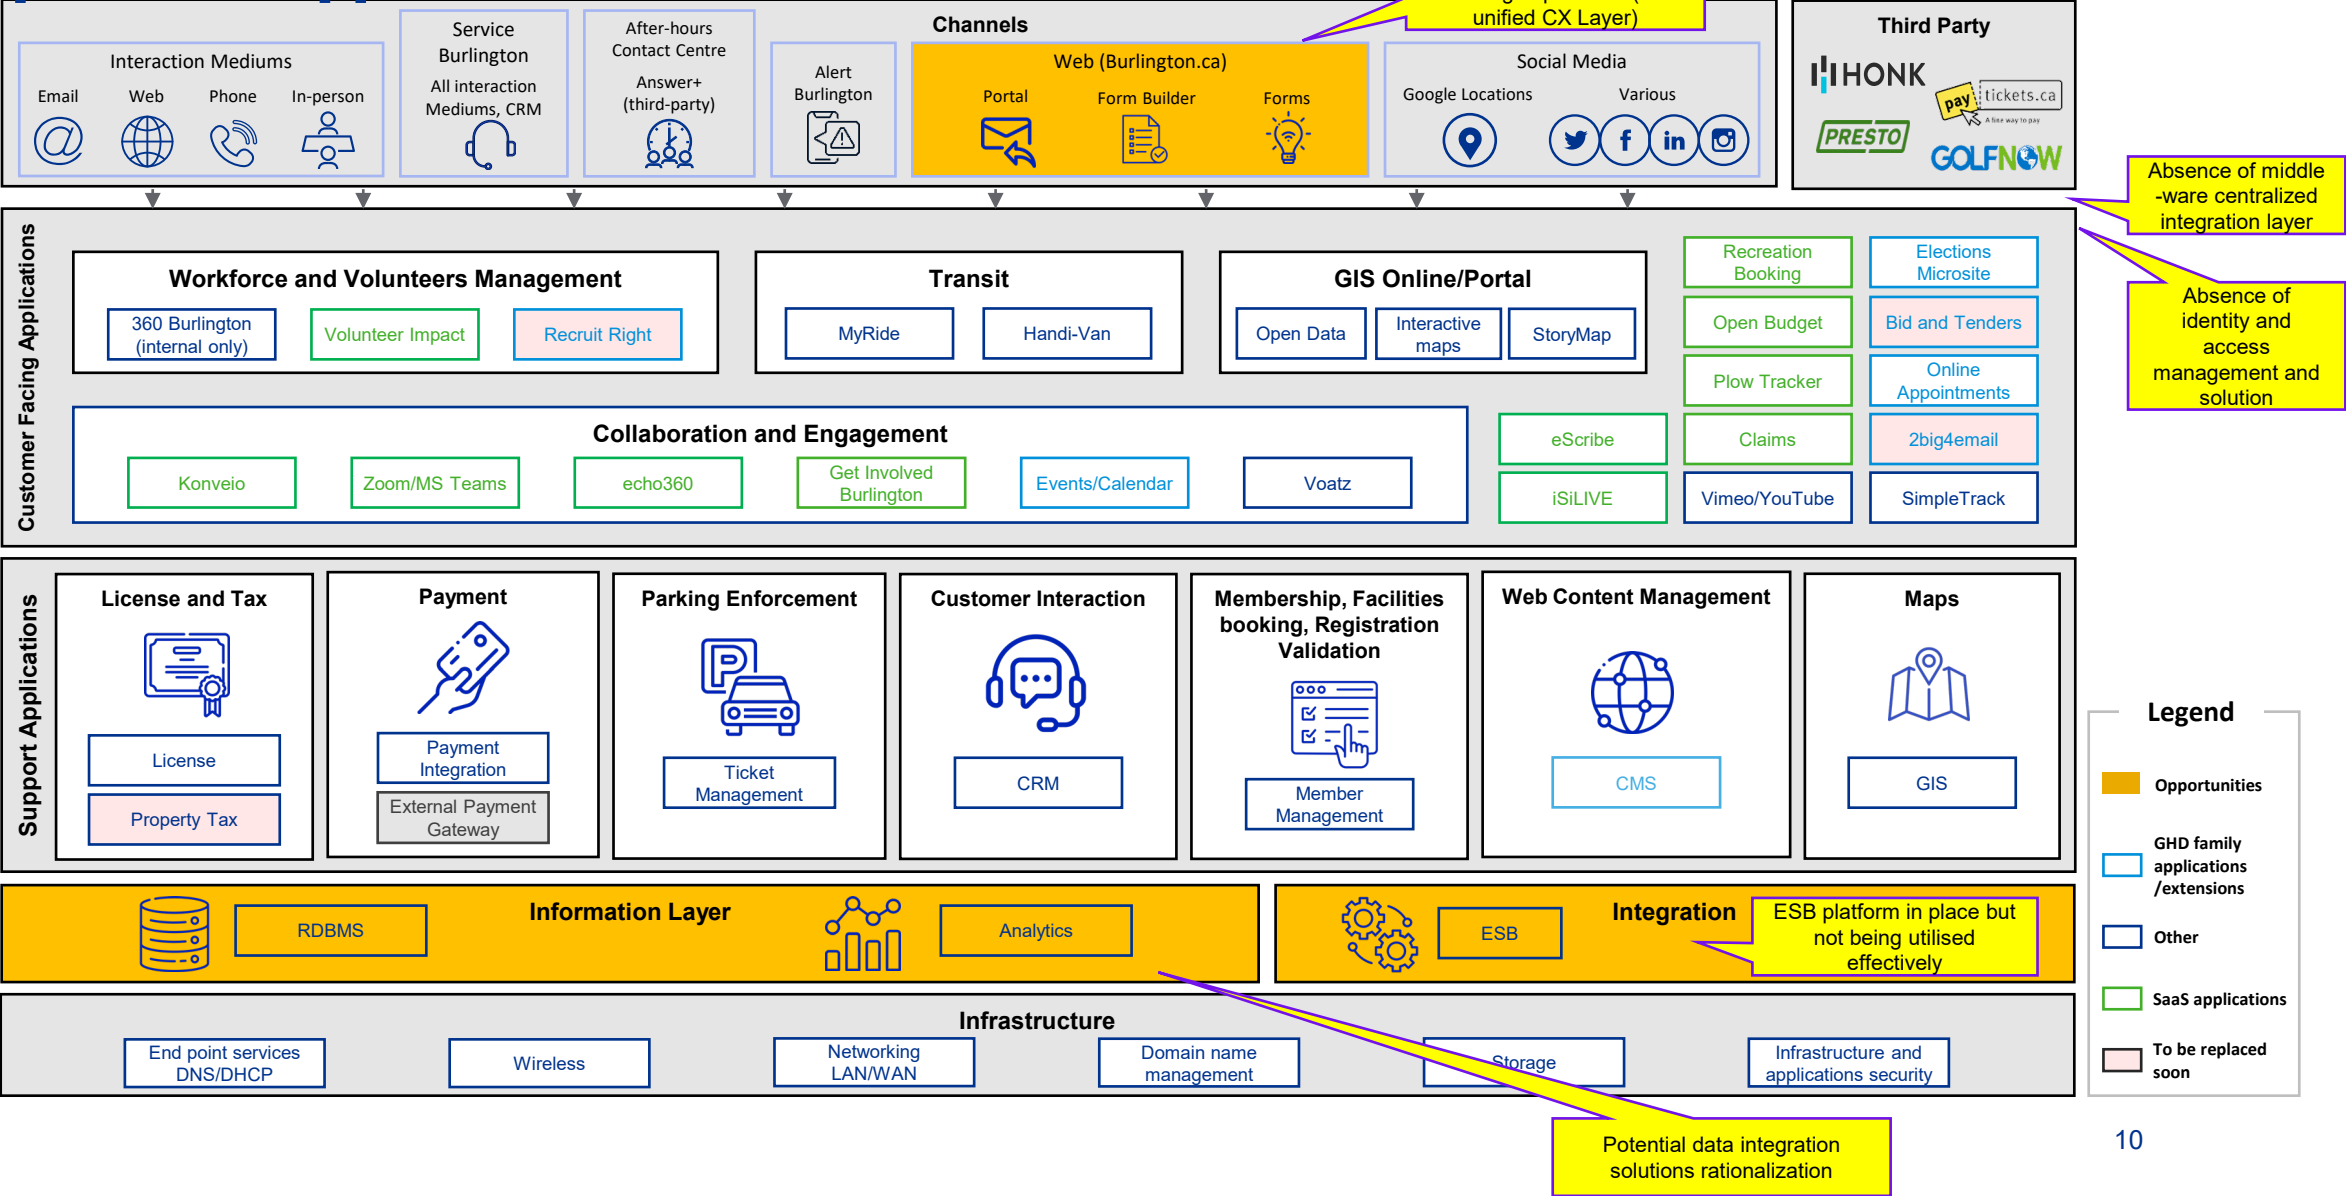 unified CX Layer)
Channels
Interaction Mediums
Email
Web
Phone
In-person
Service
Burlington
All interaction
Mediums, CRM
After-hours
Contact Centre
Answer+
(third-party)
Alert
Burlington
Web (Burlington.ca)
Portal
Form Builder
Forms
Social Media
Google Locations
Various
Third Party
HONK
pay tickets.ca
A fine way to pay
PRESTO
GOLFNOW
Absence of middle
-ware centralized
integration layer
Absence of
identity and
access
management and
solution
Customer Facing Applications
Workforce and Volunteers Management
360 Burlington
(internal only)
Volunteer Impact
Recruit Right
Transit
MyRide
Handi-Van
GIS Online/Portal
Open Data
Interactive
maps
StoryMap
Recreation
Booking
Elections
Microsite
Open Budget
Bid and Tenders
Plow Tracker
Online
Appointments
eScribe
Claims
2big4email
iSiLIVE
Vimeo/YouTube
SimpleTrack
Collaboration and Engagement
Konveio
Zoom/MS Teams
echo360
Get Involved
Burlington
Events/Calendar
Voatz
Support Applications
License and Tax
License
Property Tax
Payment
Payment
Integration
External Payment
Gateway
Parking Enforcement
Ticket
Management
Customer Interaction
CRM
Membership, Facilities
booking, Registration
Validation
Member
Management
Web Content Management
CMS
Maps
GIS
Legend
Opportunities
GHD family
applications
/extensions
Other
SaaS applications
To be replaced
soon
Information Layer
RDBMS
Analytics
Integration
ESB
ESB platform in place but
not being utilised
effectively
Infrastructure
End point services
DNS/DHCP
Wireless
Networking
LAN/WAN
Domain name
management
Storage
Infrastructure and
applications security
Potential data integration
solutions rationalization
10